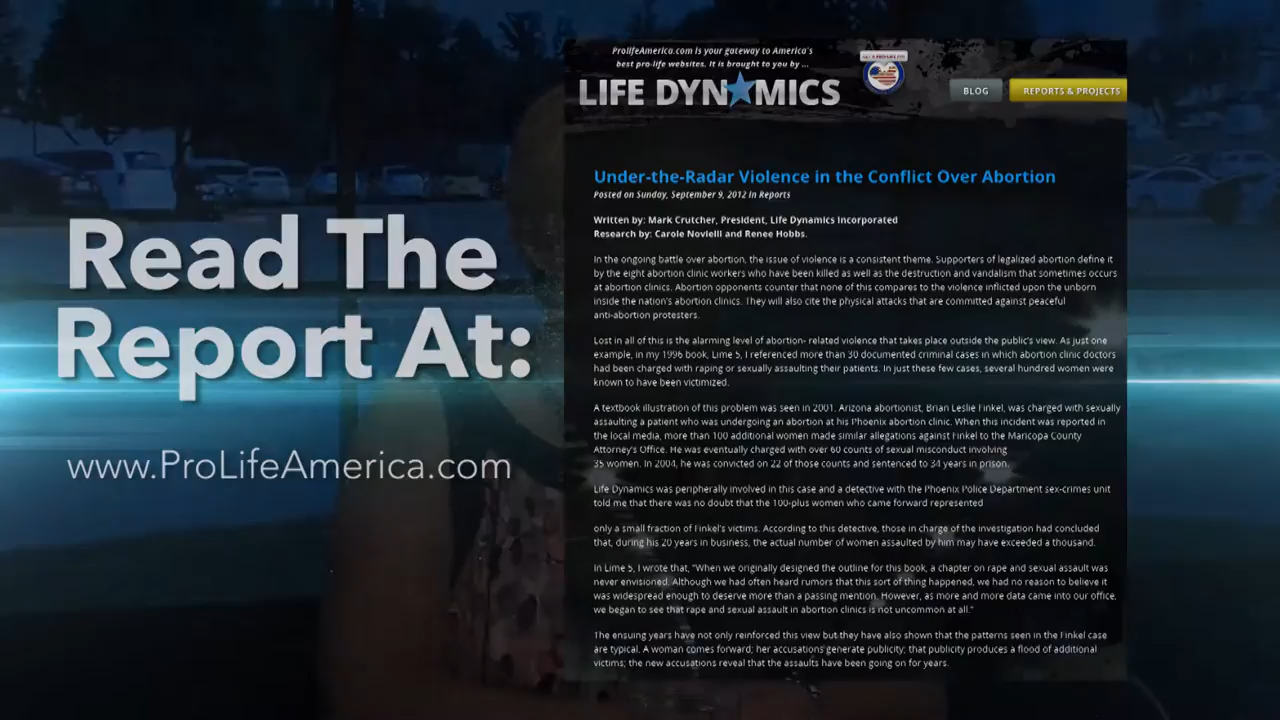 Read The
Report At:
www.ProLifeAmerica.com
ProlifeAmerica.com is your gateway to America's
best pro-life websites. It is brought to you by ...
LIFE DYNAMICS
BLOG
REPORTS & PROJECTS
Under-the-Radar Violence in the Conflict Over Abortion
Posted on Sunday, September 9, 2012 in Reports
Written by: Mark Crutcher, President, Life Dynamics Incorporated
Research by: Carole Novielli and Renee Hobbs.
In the ongoing battle over abortion, the issue of violence is a consistent theme. Supporters of legalized abortion define it
by the eight abortion clinic workers who have been killed as well as the destruction and vandalism that sometimes occurs
at abortion clinics. Abortion opponents counter that none of this compares to the violence inflicted upon the unborn
inside the nation's abortion clinics. They will also cite the physical attacks that are committed against peaceful
anti-abortion protesters.
Lost in all of this is the alarming level of abortion- related violence that takes place outside the public's view. As just one
example, in my 1996 book, Lime 5, I referenced more than 30 documented criminal cases in which abortion clinic doctors
had been charged with raping or sexually assaulting their patients. In just these few cases, several hundred women were
known to have been victimized.
A textbook illustration of this problem was seen in 2001. Arizona abortionist, Brian Leslie Finkel, was charged with sexually
assaulting a patient who was undergoing an abortion at his Phoenix abortion clinic. When this incident was reported in
the local media, more than 100 additional women made similar allegations against Finkel to the Maricopa County
Attorney's Office. He was eventually charged with over 60 counts of sexual misconduct involving
35 women. In 2004, he was convicted on 22 of those counts and sentenced to 34 years in prison.
Life Dynamics was peripherally involved in this case and a detective with the Phoenix Police Department sex-crimes unit
told me that there was no doubt that the 100-plus women who came forward represented
only a small fraction of Finkel's victims. According to this detective, those in charge of the investigation had concluded
that, during his 20 years in business, the actual number of women assaulted by him may have exceeded a thousand.
In Lime 5, I wrote that, "When we originally designed the outline for this book, a chapter on rape and sexual assault was
never envisioned. Although we had often heard rumors that this sort of thing happened, we had no reason to believe it
was widespread enough to deserve more than a passing mention. However, as more and more data came into our office,
we began to see that rape and sexual assault in abortion clinics is not uncommon at all."
The ensuing years have not only reinforced this view but they have also shown that the patterns seen in the Finkel case
are typical. A woman comes forward; her accusations generate publicity; that publicity produces a flood of additional
victims; the new accusations reveal that the assaults have been going on for years.